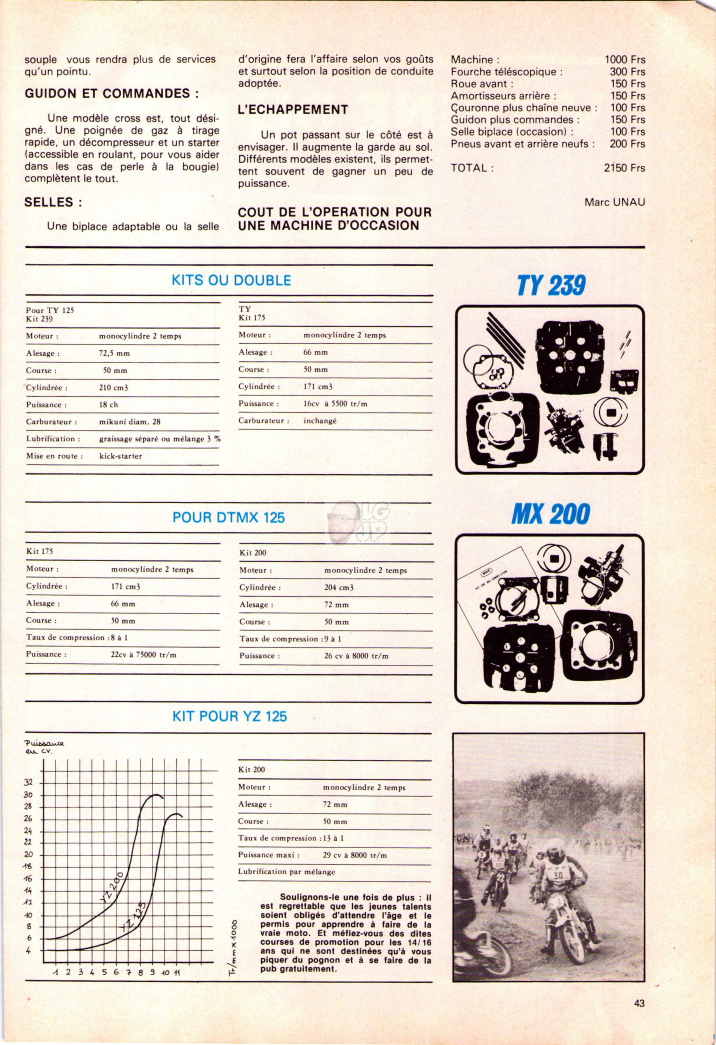 souple vous rendra plus de services
qu'un pointu.
GUIDON ET COMMANDES :
Une modèle cross est, tout dési-
gné. Une poignée de gaz à tirage
rapide, un décompresseur et un starter
(accessible en roulant, pour vous aider
dans les cas de perle à la bougie)
complètent le tout.
SELLES :
Une biplace adaptable ou la selle
d'origine fera l'affaire selon vos goûts
et surtout selon la position de conduite
adoptée.
L'ECHAPPEMENT
Un pot passant sur le côté est à
envisager. Il augmente la garde au sol.
Différents modèles existent, ils permet-
tent souvent de gagner un peu de
puissance.
COUT DE L'OPERATION POUR
UNE MACHINE D'OCCASION
Machine : 1000 Frs
Fourche téléscopique : 300 Frs
Roue avant : 150 Frs
Amortisseurs arrière : 150 Frs
Couronne plus chaîne neuve : 100 Frs
Guidon plus commandes : 150 Frs
Selle biplace (occasion) : 100 Frs
Pneus avant et arrière neufs : 200 Frs
TOTAL : 2150 Frs
Marc UNAU
KITS OU DOUBLE
Pour TY 125
Kit 239
Moteur : monocylindre 2 temps
Alesage : 72,5 mm
Course : 50 mm
Cylindrée : 210 cm3
Puissance : 18 ch
Carburateur : mikuni diam. 28
Lubrification : graissage séparé ou mélange 3 %
Mise en route : kick-starter
TY
Kit 175
Moteur : monocylindre 2 temps
Alesage : 66 mm
Course : 50 mm
Cylindrée : 171 cm3
Puissance : 16cv à 5500 tr/m
Carburateur : inchangé
TY 239
POUR DTMX 125
LG
JP
Kit 175
Moteur : monocylindre 2 temps
Cylindrée : 171 cm3
Alesage : 66 mm
Course : 50 mm
Taux de compression :8 à 1
Puissance : 22cv à 75000 tr/m
Kit 200
Moteur : monocylindre 2 temps
Cylindrée : 204 cm3
Alesage : 72 mm
Course : 50 mm
Taux de compression :9 à 1
Puissance : 26 cv à 8000 tr/m
MX 200
KIT POUR YZ 125
Puissance
en CV.
32
30
28
26
24
22
20
18
16
14
12
10
8
6
4
1 2 3 4 5 6 7 8 9 10 11
YZ 200
YZ 125
Tr/m x 1000
Kit 200
Moteur : monocylindre 2 temps
Alesage : 72 mm
Course : 50 mm
Taux de compression :13 à 1
Puissance maxi : 29 cv à 8000 tr/m
Lubrification par mélange
Soulignons-le une fois de plus : il
est regrettable que les jeunes talents
soient obligés d'attendre l'âge et le
permis pour apprendre à faire de la
vraie moto. Et méfiez-vous des dites
courses de promotion pour les 14/16
ans qui ne sont destinées qu'à vous
piquer du pognon et à se faire de la
pub gratuitement.
50
43